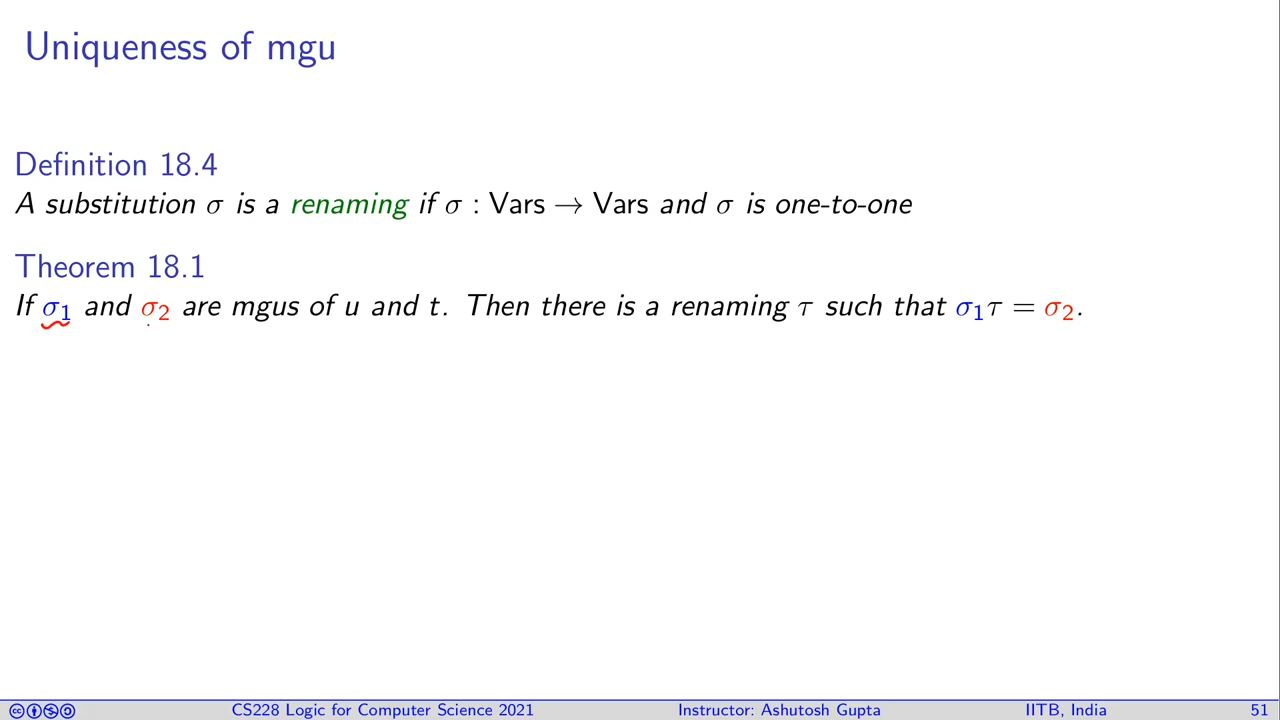 Uniqueness of mgu
Definition 18.4
A substitution σ is a renaming if σ : Vars → Vars and σ is one-to-one
Theorem 18.1
If σ₁ and σ₂ are mgus of u and t. Then there is a renaming τ such that σ₁τ = σ₂.
CS228 Logic for Computer Science 2021 Instructor: Ashutosh Gupta IITB, India 51